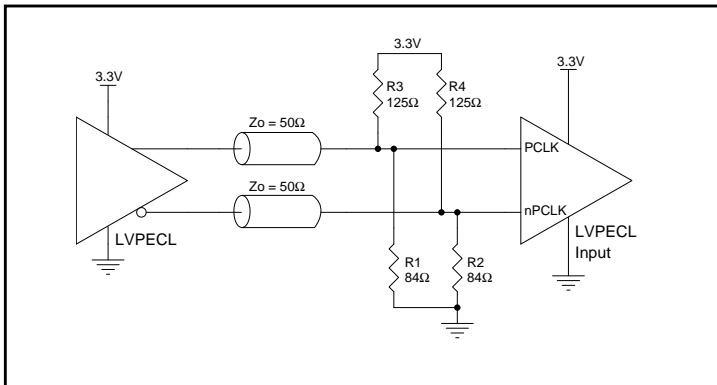 3.3V
R3
125Ω
R4
125Ω
3.3V
3.3V
Zo = 50Ω
PCLK
Zo = 50Ω
nPCLK
LVPECL
LVPECL
Input
R1
84Ω
R2
84Ω